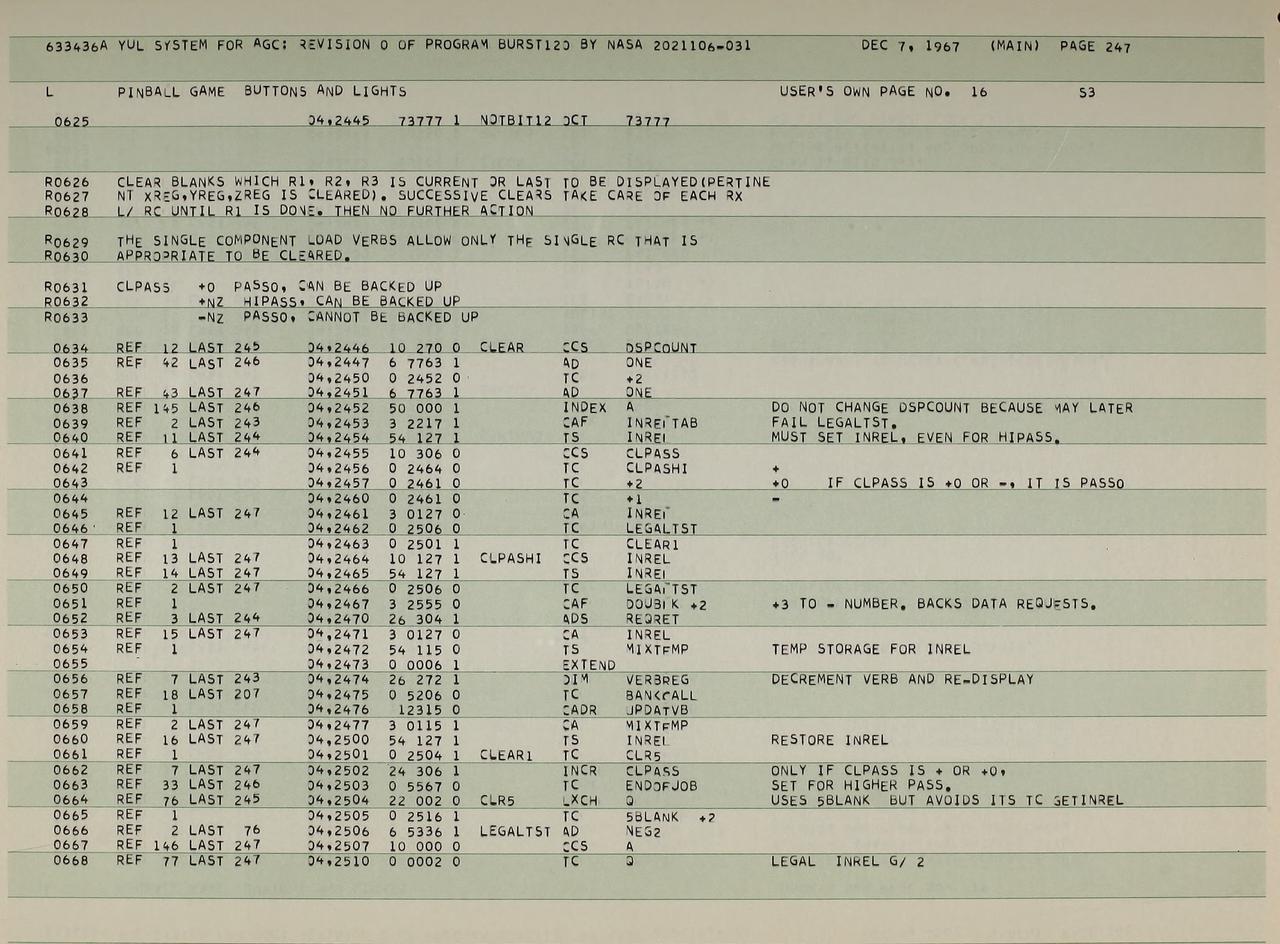 633436A YUL SYSTEM FOR AGC: REVISION 0 OF PROGRAM BURST120 BY NASA 2021106-031 DEC 7, 1967 (MAIN) PAGE 247
L PINBALL GAME BUTTONS AND LIGHTS USER'S OWN PAGE NO. 16 S3
0625 04,2445 73777 1 NOTBIT12 OCT 73777
R0626 CLEAR BLANKS WHICH R1, R2, R3 IS CURRENT OR LAST TO BE DISPLAYED(PERTINE
R0627 NT XREG,YREG,ZREG IS CLEARED). SUCCESSIVE CLEARS TAKE CARE OF EACH RX
R0628 L/ RC UNTIL R1 IS DONE. THEN NO FURTHER ACTION
R0629 THE SINGLE COMPONENT LOAD VERBS ALLOW ONLY THE SINGLE RC THAT IS
R0630 APPROPRIATE TO BE CLEARED.
R0631 CLPASS +0 PASS0, CAN BE BACKED UP
R0632 +NZ HIPASS, CAN BE BACKED UP
R0633 -NZ PASS0, CANNOT BE BACKED UP
0634 REF 12 LAST 245 04,2446 10 270 0 CLEAR CCS DSPCOUNT
0635 REF 42 LAST 246 04,2447 6 7763 1 AD ONE
0636 04,2450 0 2452 0 TC +2
0637 REF 43 LAST 247 04,2451 6 7763 1 AD ONE
0638 REF 145 LAST 246 04,2452 50 000 1 INDEX A DO NOT CHANGE DSPCOUNT BECAUSE MAY LATER
0639 REF 2 LAST 243 04,2453 3 2217 1 CAF INRELTAB FAIL LEGALTST.
0640 REF 11 LAST 244 04,2454 54 127 1 TS INREL MUST SET INREL, EVEN FOR HIPASS.
0641 REF 6 LAST 244 04,2455 10 306 0 CCS CLPASS
0642 REF 1 04,2456 0 2464 0 TC CLPASHI +
0643 04,2457 0 2461 0 TC +2 +0 IF CLPASS IS +0 OR -, IT IS PASS0
0644 04,2460 0 2461 0 TC +1 -
0645 REF 12 LAST 247 04,2461 3 0127 0 CA INREL
0646 REF 1 04,2462 0 2506 0 TC LEGALTST
0647 REF 1 04,2463 0 2501 1 TC CLEAR1
0648 REF 13 LAST 247 04,2464 10 127 1 CLPASHI CCS INREL
0649 REF 14 LAST 247 04,2465 54 127 1 TS INREL
0650 REF 2 LAST 247 04,2466 0 2506 0 TC LEGALTST
0651 REF 1 04,2467 3 2555 0 CAF DOUBLK +2 +3 TO - NUMBER. BACKS DATA REQUESTS.
0652 REF 3 LAST 244 04,2470 26 304 1 ADS REQRET
0653 REF 15 LAST 247 04,2471 3 0127 0 CA INREL
0654 REF 1 04,2472 54 115 0 TS MIXTEMP TEMP STORAGE FOR INREL
0655 04,2473 0 0006 1 EXTEND
0656 REF 7 LAST 243 04,2474 26 272 1 DIM VERBREG DECREMENT VERB AND RE-DISPLAY
0657 REF 18 LAST 207 04,2475 0 5206 0 TC BANKCALL
0658 REF 1 04,2476 12315 0 CADR UPDATVB
0659 REF 2 LAST 247 04,2477 3 0115 1 CA MIXTEMP
0660 REF 16 LAST 247 04,2500 54 127 1 TS INREL RESTORE INREL
0661 REF 1 04,2501 0 2504 1 CLEAR1 TC CLR5
0662 REF 7 LAST 247 04,2502 24 306 1 INCR CLPASS ONLY IF CLPASS IS + OR +0,
0663 REF 33 LAST 246 04,2503 0 5567 0 TC ENDOFJOB SET FOR HIGHER PASS.
0664 REF 76 LAST 245 04,2504 22 002 0 CLR5 LXCH Q USES 5BLANK BUT AVOIDS ITS TC GETINREL
0665 REF 1 04,2505 0 2516 1 TC 5BLANK +2
0666 REF 2 LAST 76 04,2506 6 5336 1 LEGALTST AD NEG2
0667 REF 146 LAST 247 04,2507 10 000 0 CCS A
0668 REF 77 LAST 247 04,2510 0 0002 0 TC Q LEGAL INREL G/ 2